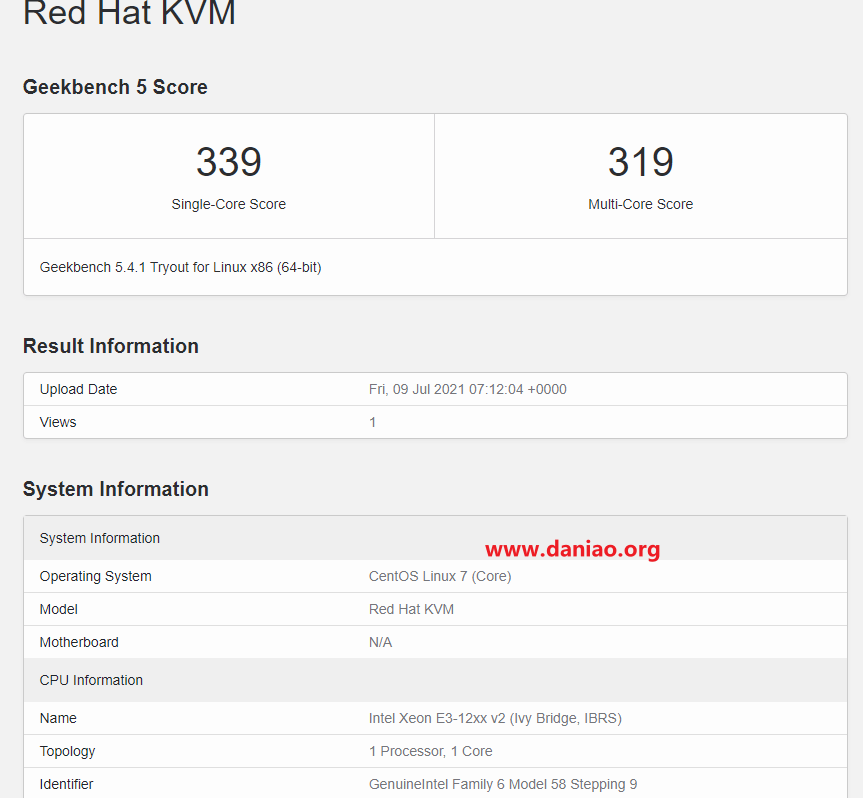 Red Hat KVM
Geekbench 5 Score
339
Single-Core Score
319
Multi-Core Score
Geekbench 5.4.1 Tryout for Linux x86 (64-bit)
Result Information
Upload Date Fri, 09 Jul 2021 07:12:04 +0000
Views 1
System Information
System Information
www.daniao.org
Operating System CentOS Linux 7 (Core)
Model Red Hat KVM
Motherboard N/A
CPU Information
Name Intel Xeon E3-12xx v2 (Ivy Bridge, IBRS)
Topology 1 Processor, 1 Core
Identifier GenuineIntel Family 6 Model 58 Stepping 9